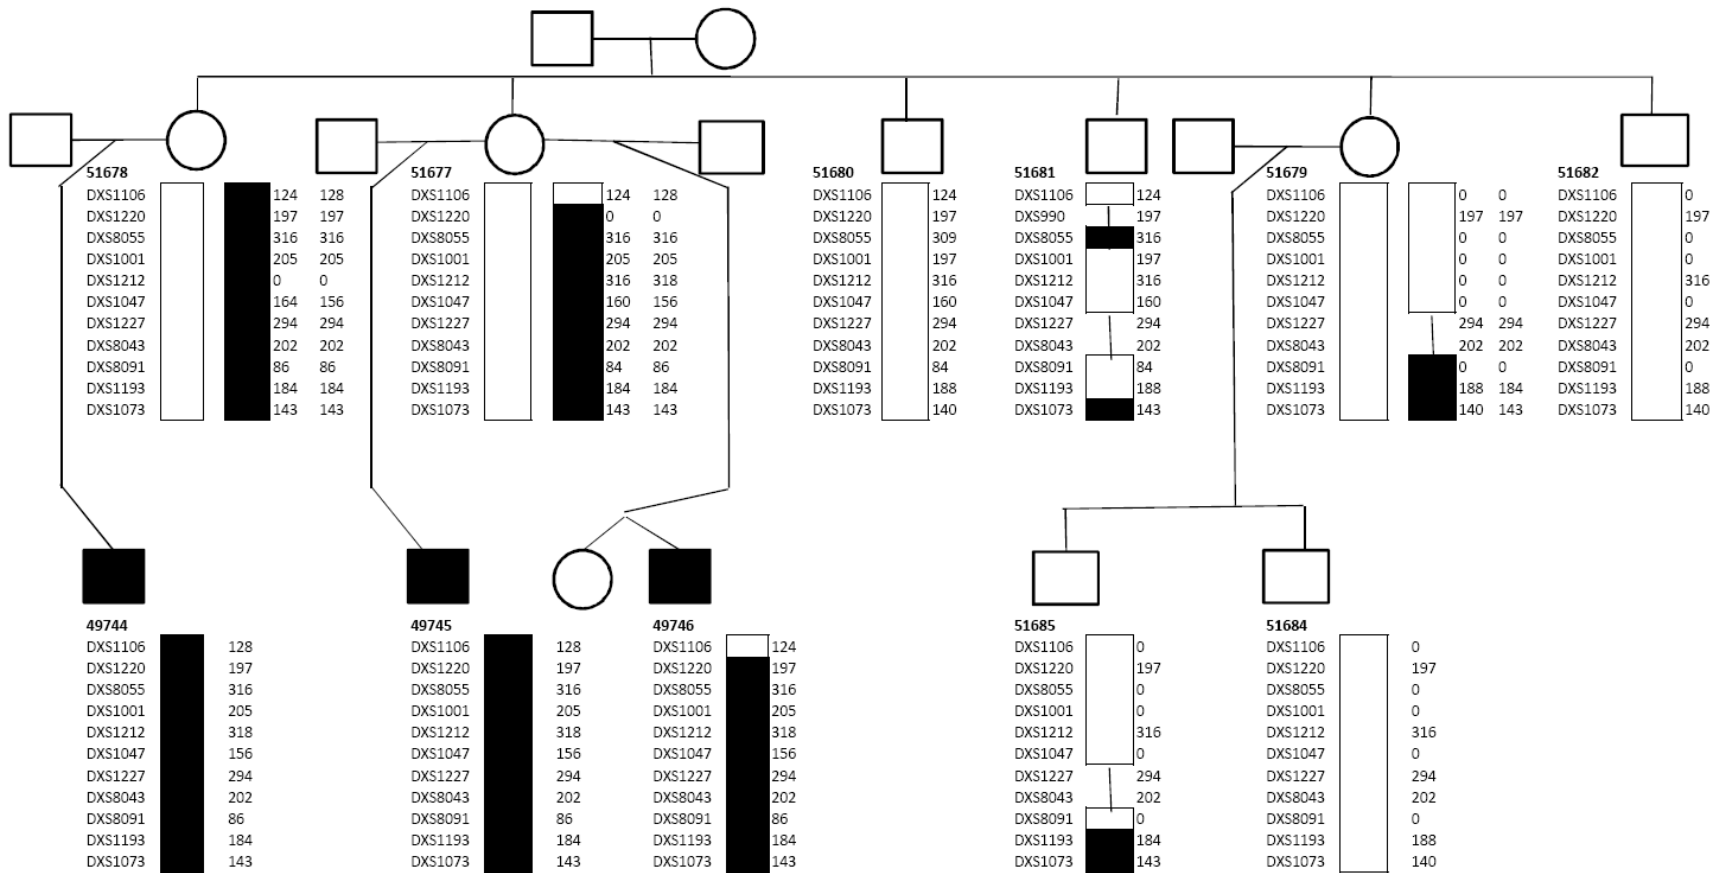 51678 51677 51680 51681 51679 51682
DXS1106 124 128 DXS1106 124 128 DXS1106 124 DXS1106 124 DXS1106 0 0 DXS1106 0
DXS1220 197 197 DXS1220 0 0 DXS1220 197 DXS990 197 DXS1220 197 197 DXS1220 197
DXS8055 316 316 DXS8055 316 316 DXS8055 309 DXS8055 316 DXS8055 0 0 DXS8055 0
DXS1001 205 205 DXS1001 205 205 DXS1001 197 DXS1001 197 DXS1001 0 0 DXS1001 0
DXS1212 0 0 DXS1212 316 318 DXS1212 316 DXS1212 316 DXS1212 0 0 DXS1212 316
DXS1047 164 156 DXS1047 160 156 DXS1047 160 DXS1047 160 DXS1047 0 0 DXS1047 0
DXS1227 294 294 DXS1227 294 294 DXS1227 294 DXS1227 294 DXS1227 294 294 DXS1227 294
DXS8043 202 202 DXS8043 202 202 DXS8043 202 DXS8043 202 DXS8043 202 202 DXS8043 202
DXS8091 86 86 DXS8091 84 86 DXS8091 84 DXS8091 84 DXS8091 0 0 DXS8091 0
DXS1193 184 184 DXS1193 184 184 DXS1193 188 DXS1193 188 DXS1193 188 184 DXS1193 188
DXS1073 143 143 DXS1073 143 143 DXS1073 140 DXS1073 143 DXS1073 140 143 DXS1073 140
49744 49745 49746 51685 51684
DXS1106 128 DXS1106 128 DXS1106 124 DXS1106 0 DXS1106 0
DXS1220 197 DXS1220 197 DXS1220 197 DXS1220 197 DXS1220 197
DXS8055 316 DXS8055 316 DXS8055 316 DXS8055 0 DXS8055 0
DXS1001 205 DXS1001 205 DXS1001 205 DXS1001 0 DXS1001 0
DXS1212 318 DXS1212 318 DXS1212 318 DXS1212 316 DXS1212 316
DXS1047 156 DXS1047 156 DXS1047 156 DXS1047 0 DXS1047 0
DXS1227 294 DXS1227 294 DXS1227 294 DXS1227 294 DXS1227 294
DXS8043 202 DXS8043 202 DXS8043 202 DXS8043 202 DXS8043 202
DXS8091 86 DXS8091 86 DXS8091 86 DXS8091 0 DXS8091 0
DXS1193 184 DXS1193 184 DXS1193 184 DXS1193 184 DXS1193 188
DXS1073 143 DXS1073 143 DXS1073 143 DXS1073 143 DXS1073 140